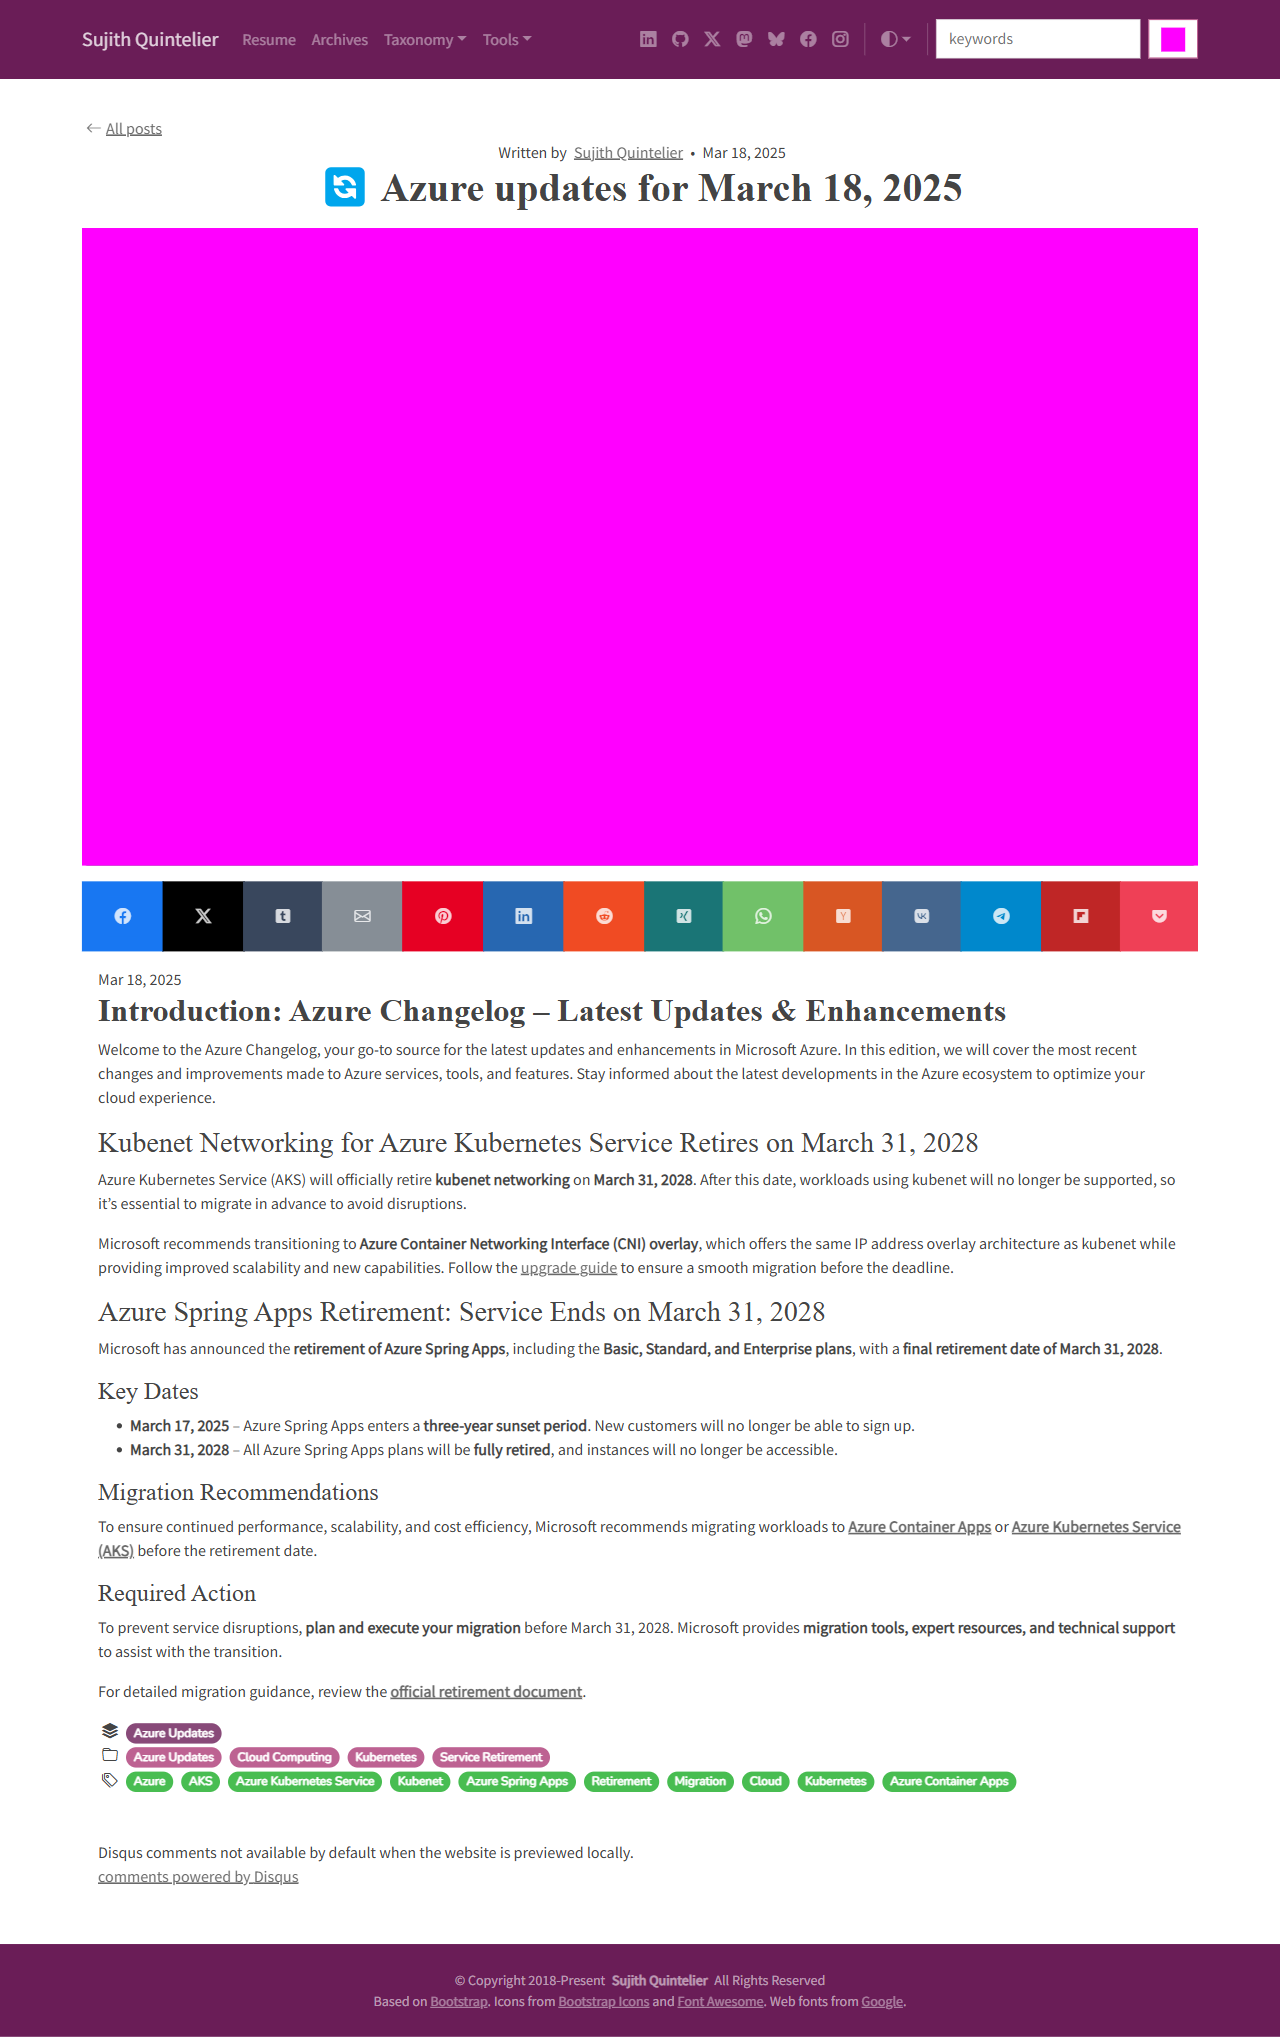 Sujith Quintelier Resume Archives Taxonomy Tools keywords
All posts
Written by Sujith Quintelier • Mar 18, 2025
Azure updates for March 18, 2025
Mar 18, 2025
Introduction: Azure Changelog – Latest Updates & Enhancements
Welcome to the Azure Changelog, your go-to source for the latest updates and enhancements in Microsoft Azure. In this edition, we will cover the most recent
changes and improvements made to Azure services, tools, and features. Stay informed about the latest developments in the Azure ecosystem to optimize your
cloud experience.
Kubenet Networking for Azure Kubernetes Service Retires on March 31, 2028
Azure Kubernetes Service (AKS) will officially retire kubenet networking on March 31, 2028. After this date, workloads using kubenet will no longer be supported, so
it’s essential to migrate in advance to avoid disruptions.
Microsoft recommends transitioning to Azure Container Networking Interface (CNI) overlay, which offers the same IP address overlay architecture as kubenet while
providing improved scalability and new capabilities. Follow the upgrade guide to ensure a smooth migration before the deadline.
Azure Spring Apps Retirement: Service Ends on March 31, 2028
Microsoft has announced the retirement of Azure Spring Apps, including the Basic, Standard, and Enterprise plans, with a final retirement date of March 31, 2028.
Key Dates
• March 17, 2025 – Azure Spring Apps enters a three-year sunset period. New customers will no longer be able to sign up.
• March 31, 2028 – All Azure Spring Apps plans will be fully retired, and instances will no longer be accessible.
Migration Recommendations
To ensure continued performance, scalability, and cost efficiency, Microsoft recommends migrating workloads to Azure Container Apps or Azure Kubernetes Service
(AKS) before the retirement date.
Required Action
To prevent service disruptions, plan and execute your migration before March 31, 2028. Microsoft provides migration tools, expert resources, and technical support
to assist with the transition.
For detailed migration guidance, review the official retirement document.
Azure Updates
Azure Updates Cloud Computing Kubernetes Service Retirement
Azure AKS Azure Kubernetes Service Kubenet Azure Spring Apps Retirement Migration Cloud Kubernetes Azure Container Apps
Disqus comments not available by default when the website is previewed locally.
comments powered by Disqus
© Copyright 2018-Present Sujith Quintelier All Rights Reserved
Based on Bootstrap. Icons from Bootstrap Icons and Font Awesome. Web fonts from Google.